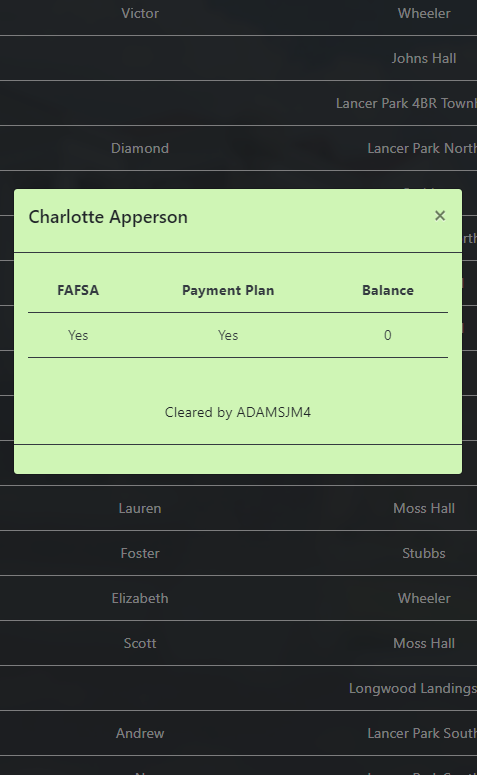 Victor Wheeler
Johns Hall
Lancer Park 4BR Town
Diamond Lancer Park North
Charlotte Apperson ×
FAFSA Payment Plan Balance
Yes Yes 0
Cleared by ADAMSJM4
Lauren Moss Hall
Foster Stubbs
Elizabeth Wheeler
Scott Moss Hall
Longwood Landings
Andrew Lancer Park South